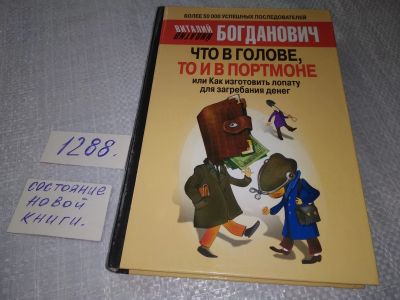 БОЛЕЕ 50 000 УСПЕШНЫХ ПОСЛЕДОВАТЕЛЕЙ
ВИТАЛИЙ БОГДАНОВИЧ
ЧТО В ГОЛОВЕ,
ТО И В ПОРТМОНЕ
или Как изготовить лопату
для загребания денег
1288.
состояние
новой
книги.